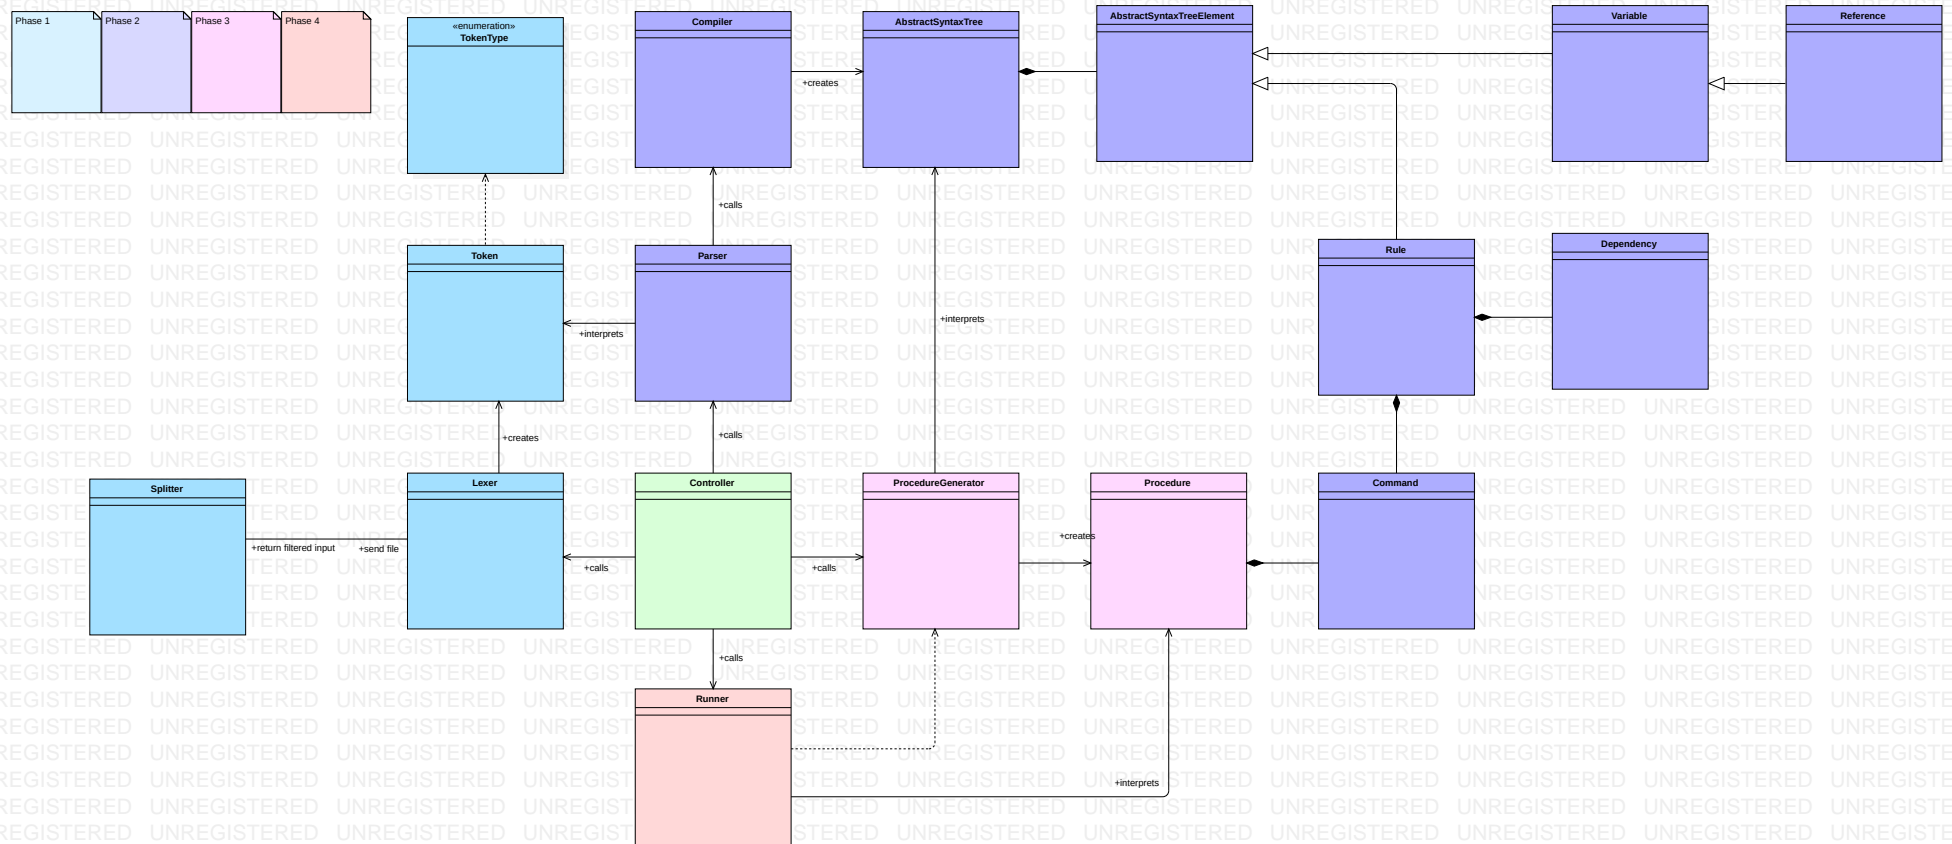 Phase 1
Phase 2
Phase 3
Phase 4
«enumeration»
TokenType
Compiler
AbstractSyntaxTree
AbstractSyntaxTreeElement
Variable
Reference
+creates
+calls
Token
Parser
+interprets
+interprets
Rule
Dependency
+creates
+calls
Splitter
Lexer
Controller
ProcedureGenerator
Procedure
Command
+return filtered input
+send file
+calls
+calls
+creates
+calls
Runner
+interprets
UNREGISTERED